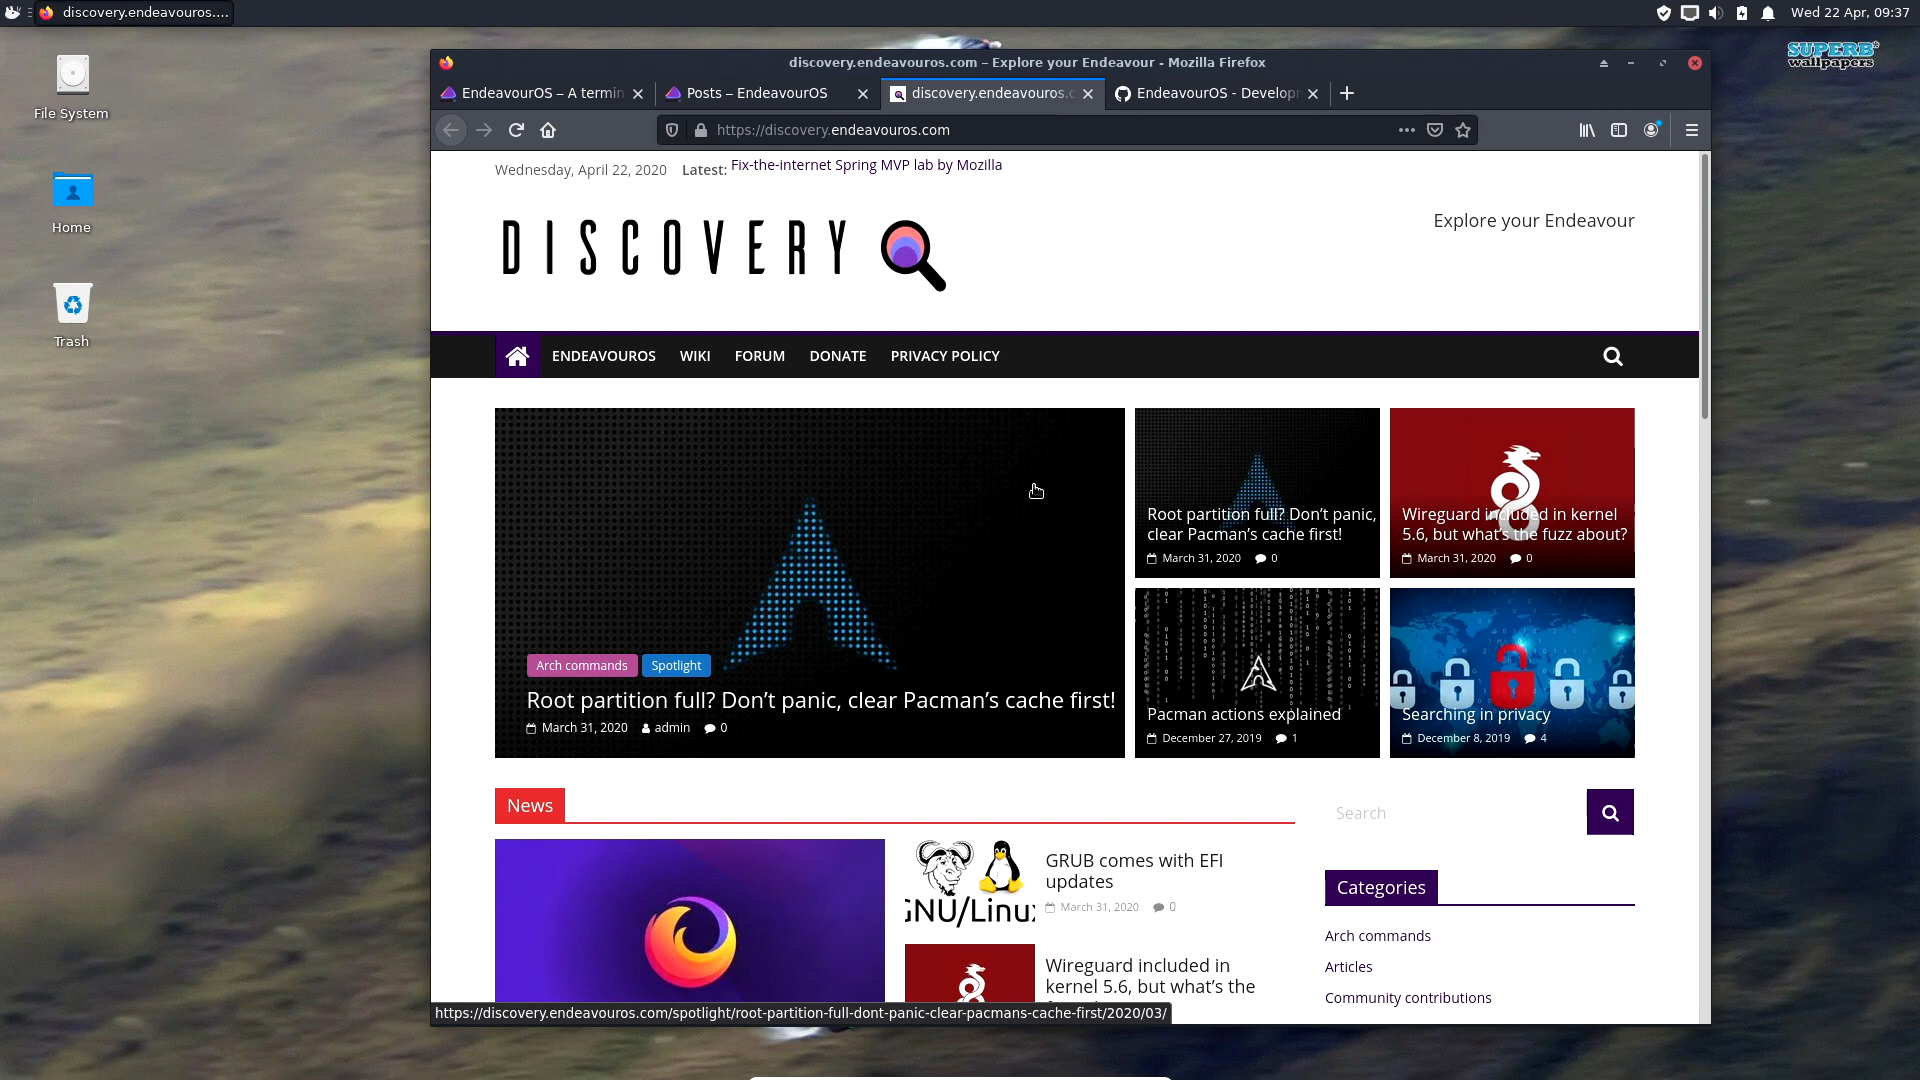 discovery.endeavouros....
Wed 22 Apr, 09:37
SUPERB
wallpapers
File System
Home
Trash
discovery.endeavouros.com – Explore your Endeavour - Mozilla Firefox
EndeavourOS – A termin
Posts – EndeavourOS
discovery.endeavouros.c
EndeavourOS - Develop
https://discovery.endeavouros.com
Wednesday, April 22, 2020
Latest: Fix-the-internet Spring MVP lab by Mozilla
DISCOVERY
Explore your Endeavour
ENDEAVOUROS
WIKI
FORUM
DONATE
PRIVACY POLICY
Arch commands
Spotlight
Root partition full? Don’t panic, clear Pacman’s cache first!
March 31, 2020 admin 0
Root partition full? Don’t panic,
clear Pacman’s cache first!
March 31, 2020 0
Wireguard included in kernel
5.6, but what’s the fuzz about?
March 31, 2020 0
Pacman actions explained
December 27, 2019 1
Searching in privacy
December 8, 2019 4
News
GNU/Linux
GRUB comes with EFI
updates
March 31, 2020 0
Wireguard included in
kernel 5.6, but what’s the
Search
Categories
Arch commands
Articles
Community contributions
https://discovery.endeavouros.com/spotlight/root-partition-full-dont-panic-clear-pacmans-cache-first/2020/03/